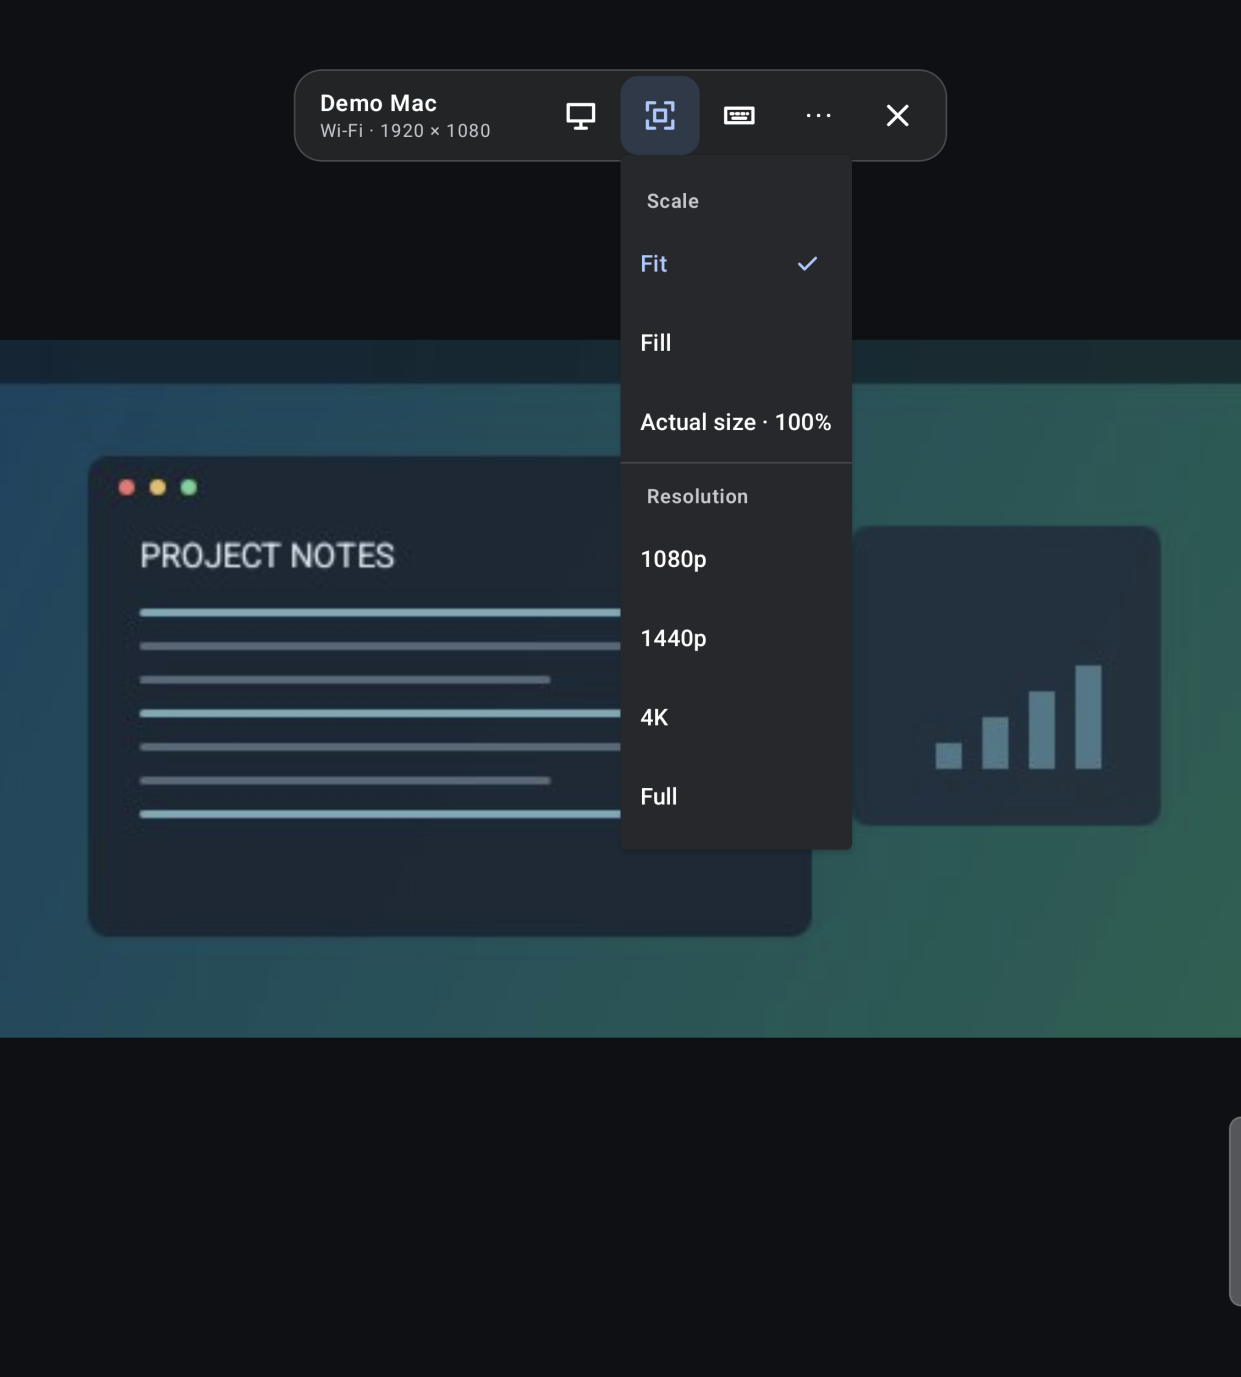 Demo Mac
Wi-Fi · 1920 × 1080
Scale
Fit
Fill
Actual size · 100%
Resolution
1080p
1440p
4K
Full
PROJECT NOTES